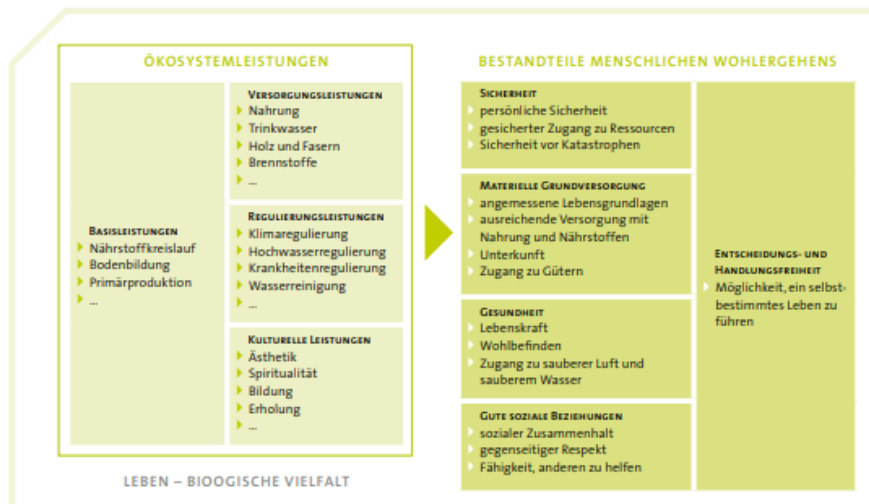 ÖKOSYSTEMLEISTUNGEN
BASISLEISTUNGEN
Nährstoffkreislauf
Bodenbildung
Primärproduktion
...
VERSORGUNGSLEISTUNGEN
Nahrung
Trinkwasser
Holz und Fasern
Brennstoffe
...
REGULIERUNGSLEISTUNGEN
Klimaregulierung
Hochwasserregulierung
Krankheitenregulierung
Wasserreinigung
...
KULTURELLE LEISTUNGEN
Ästhetik
Spiritualität
Bildung
Erholung
...
LEBEN – BIOOGISCHE VIELFALT
BESTANDTEILE MENSCHLICHEN WOHLERGEHENS
SICHERHEIT
persönliche Sicherheit
gesicherter Zugang zu Ressourcen
Sicherheit vor Katastrophen
MATERIELLE GRUNDVERSORGUNG
angemessene Lebensgrundlagen
ausreichende Versorgung mit
Nahrung und Nährstoffen
Unterkunft
Zugang zu Gütern
GESUNDHEIT
Lebenskraft
Wohlbefinden
Zugang zu sauberer Luft und
sauberem Wasser
GUTE SOZIALE BEZIEHUNGEN
sozialer Zusammenhalt
gegenseitiger Respekt
Fähigkeit, anderen zu helfen
ENTSCHEIDUNGS- UND
HANDLUNGSFREIHEIT
Möglichkeit, ein selbst-
bestimmtes Leben zu
führen